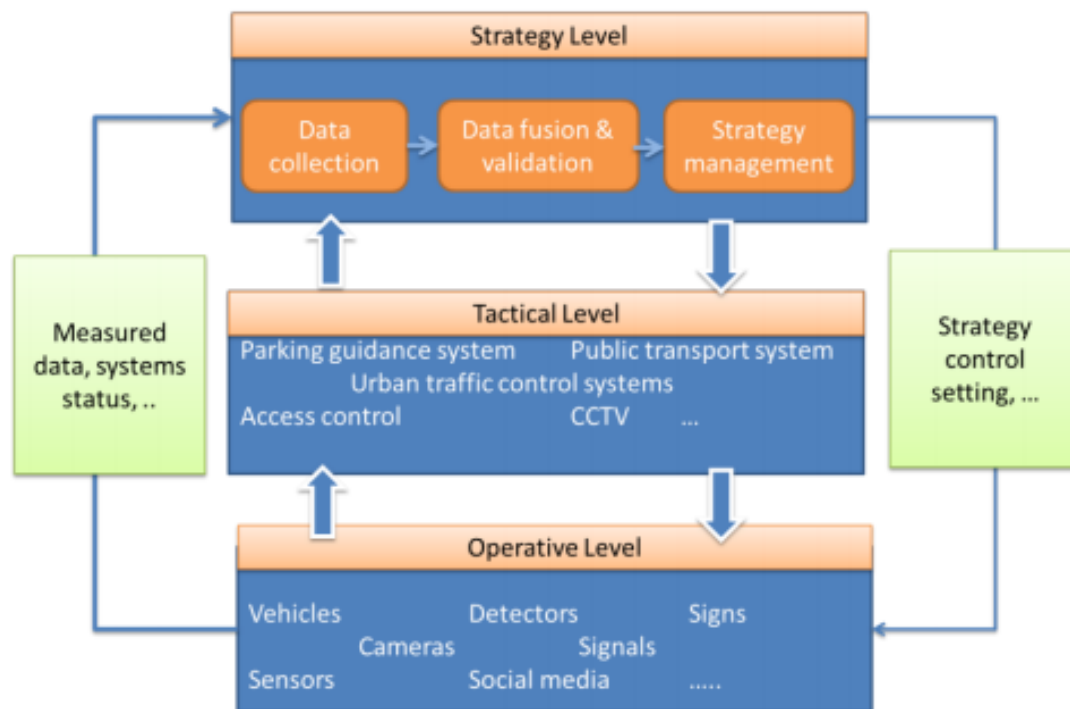 Strategy Level
Data
collection
Data fusion &
validation
Strategy
management
Measured
data, systems
status, ..
Tactical Level
Parking guidance system
Public transport system
Urban traffic control systems
Access control
CCTV
...
Strategy
control
setting, ...
Operative Level
Vehicles
Detectors
Signs
Cameras
Signals
Sensors
Social media
.....